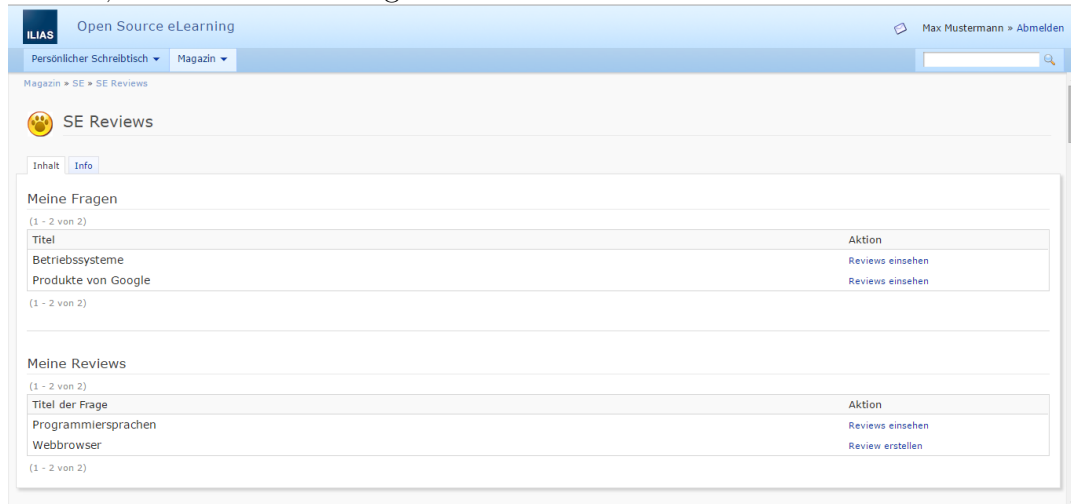 ILIAS Open Source eLearning Max Mustermann » Abmelden
Persönlicher Schreibtisch Magazin
Magazin » SE » SE Reviews
SE Reviews
Inhalt Info
Meine Fragen
(1 - 2 von 2)
Titel Aktion
Betriebssysteme Reviews einsehen
Produkte von Google Reviews einsehen
(1 - 2 von 2)
Meine Reviews
(1 - 2 von 2)
Titel der Frage Aktion
Programmiersprachen Reviews einsehen
Webbrowser Review erstellen
(1 - 2 von 2)